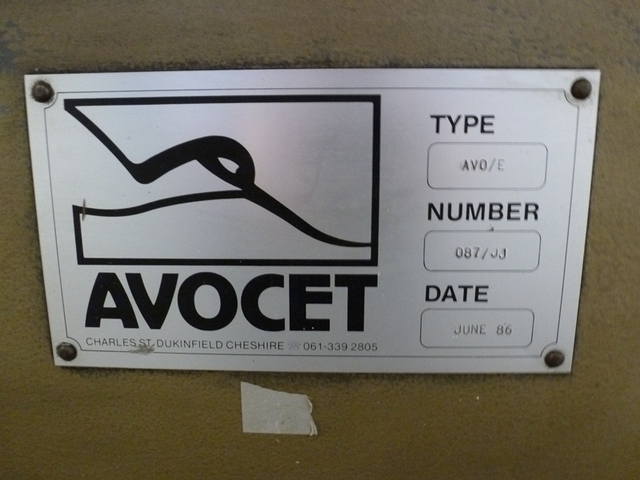 TYPE
AVO/E
NUMBER
087/JJ
DATE
JUNE 86
AVOCET
CHARLES ST. DUKINFIELD CHESHIRE ☏ 061-339 2805